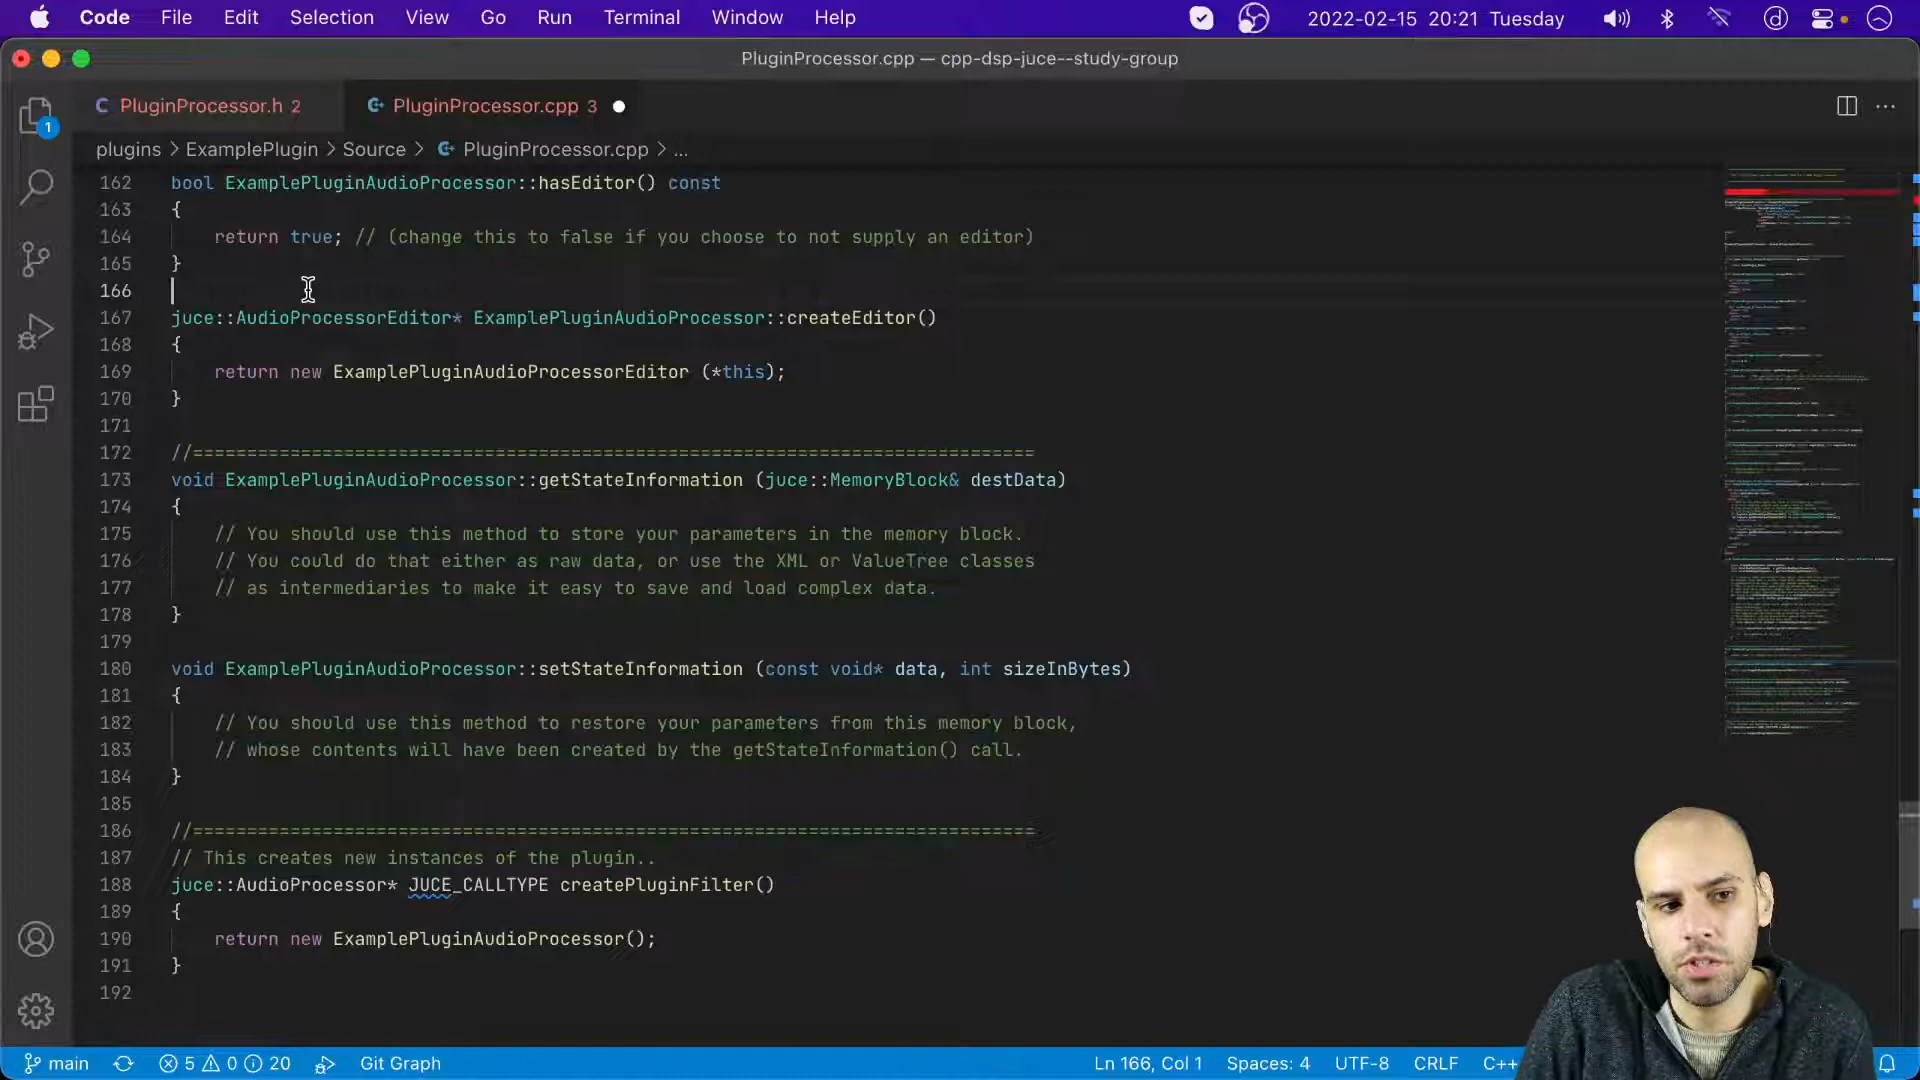 Code File Edit Selection View Go Run Terminal Window Help 2022-02-15 20:21 Tuesday
PluginProcessor.cpp — cpp-dsp-juce--study-group
PluginProcessor.h 2 PluginProcessor.cpp 3
1
plugins > ExamplePlugin > Source > PluginProcessor.cpp > ...
162 bool ExamplePluginAudioProcessor::hasEditor() const
163 {
164 return true; // (change this to false if you choose to not supply an editor)
165 }
166
167 juce::AudioProcessorEditor* ExamplePluginAudioProcessor::createEditor()
168 {
169 return new ExamplePluginAudioProcessorEditor (*this);
170 }
171
172 //==============================================================================
173 void ExamplePluginAudioProcessor::getStateInformation (juce::MemoryBlock& destData)
174 {
175 // You should use this method to store your parameters in the memory block.
176 // You could do that either as raw data, or use the XML or ValueTree classes
177 // as intermediaries to make it easy to save and load complex data.
178 }
179
180 void ExamplePluginAudioProcessor::setStateInformation (const void* data, int sizeInBytes)
181 {
182 // You should use this method to restore your parameters from this memory block,
183 // whose contents will have been created by the getStateInformation() call.
184 }
185
186 //==============================================================================
187 // This creates new instances of the plugin..
188 juce::AudioProcessor* JUCE_CALLTYPE createPluginFilter()
189 {
190 return new ExamplePluginAudioProcessor();
191 }
192
main 5 0 20 Git Graph Ln 166, Col 1 Spaces: 4 UTF-8 CRLF C++